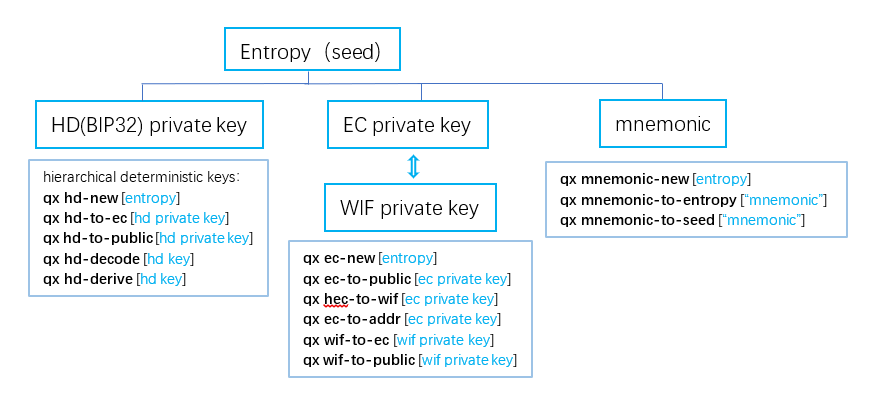 Entropy（seed）
HD(BIP32) private key
EC private key
mnemonic
WIF private key
hierarchical deterministic keys:
qx hd-new [entropy]
qx hd-to-ec [hd private key]
qx hd-to-public [hd private key]
qx hd-decode [hd key]
qx hd-derive [hd key]
qx ec-new [entropy]
qx ec-to-public [ec private key]
qx hec-to-wif [ec private key]
qx ec-to-addr [ec private key]
qx wif-to-ec [wif private key]
qx wif-to-public [wif private key]
qx mnemonic-new [entropy]
qx mnemonic-to-entropy [“mnemonic”]
qx mnemonic-to-seed [“mnemonic”]